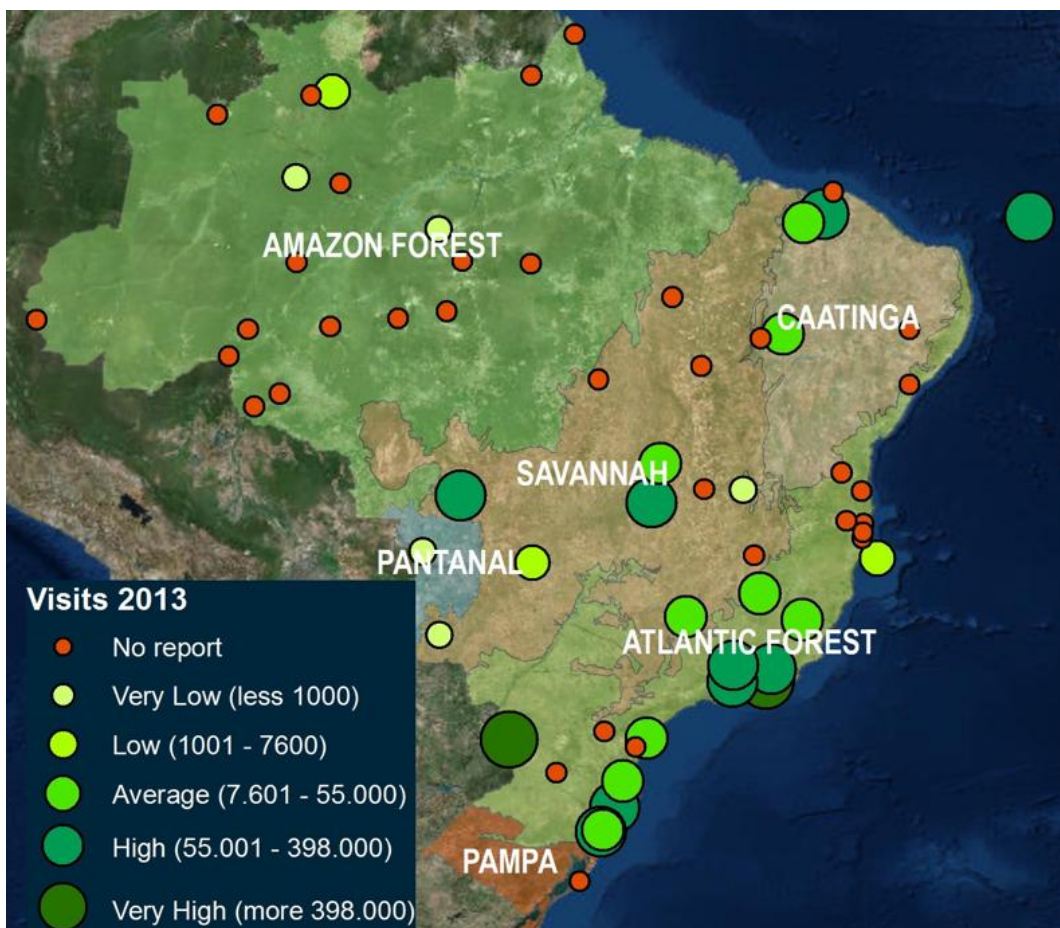 AMAZON FOREST
CAATINGA
SAVANNAH
PANTANAL
ATLANTIC FOREST
PAMPA
Visits 2013
No report
Very Low (less 1000)
Low (1001 - 7600)
Average (7.601 - 55.000)
High (55.001 - 398.000)
Very High (more 398.000)